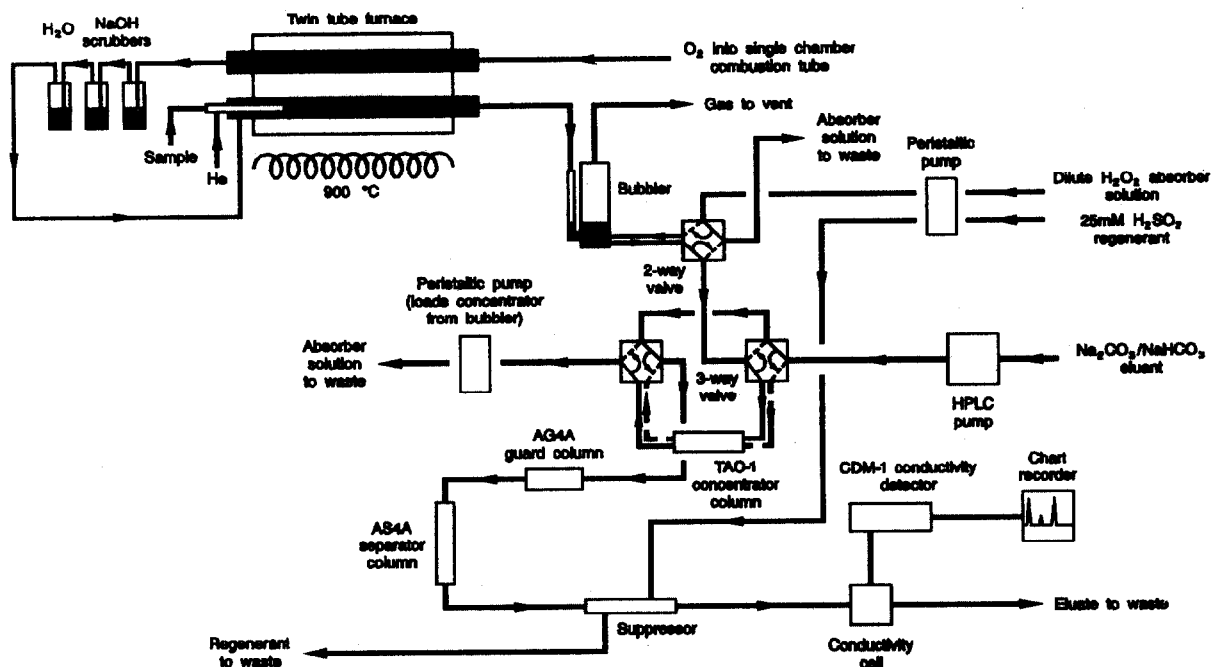 H₂O
NaOH
scrubbers
Twin tube furnace
O₂ into single chamber
combustion tube
Gas to vent
Sample
He
900 °C
Bubbler
Absorber
solution
to waste
Peristaltic
pump
Dilute H₂O₂ absorber
solution
25mM H₂SO₂
regenerant
2-way
valve
Peristaltic pump
(loads concentrator
from bubbler)
Absorber
solution
to waste
3-way
valve
Na₂CO₃/NaHCO₃
eluant
HPLC
pump
AG4A
guard column
TAO-1
concentrator
column
CDM-1 conductivity
detector
Chart
recorder
AS4A
separator
column
Suppressor
Eluate to waste
Regenerant
to waste
Conductivity
cell